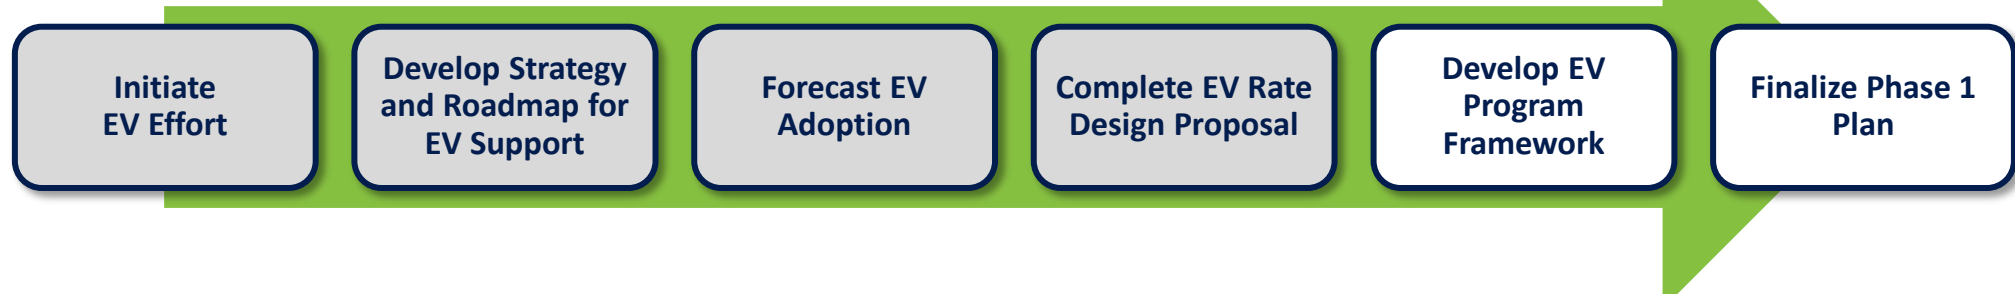 Initiate
EV Effort
Develop Strategy
and Roadmap for
EV Support
Forecast EV
Adoption
Complete EV Rate
Design Proposal
Develop EV
Program
Framework
Finalize Phase 1
Plan